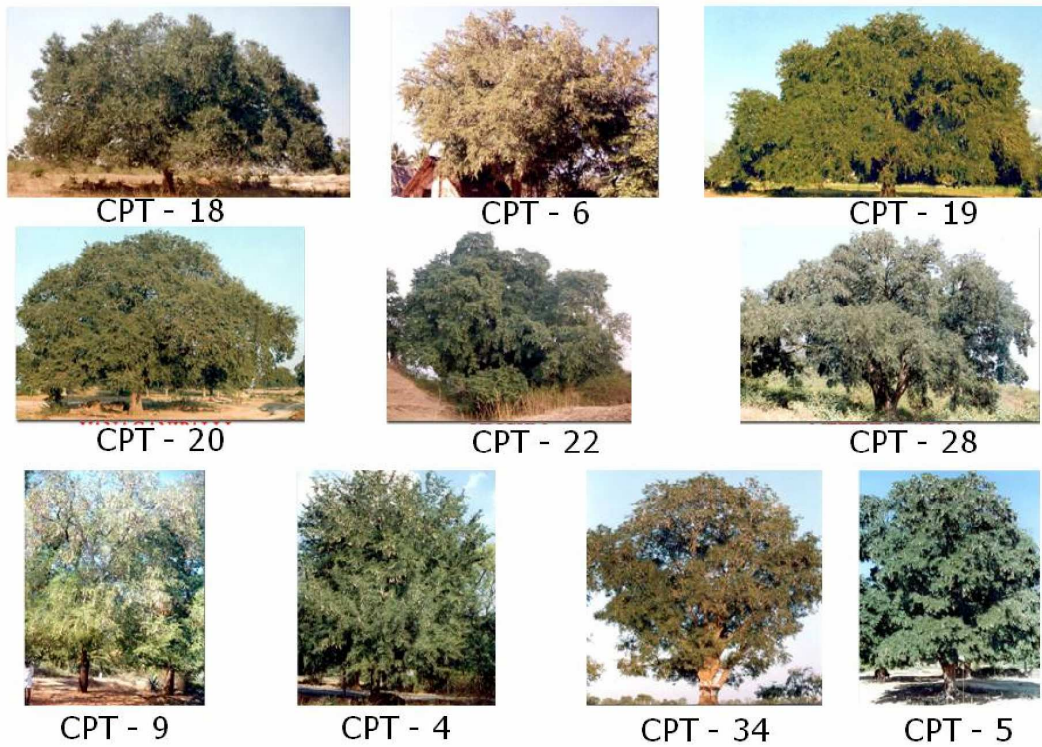 CPT - 18
CPT - 6
CPT - 19
CPT - 20
CPT - 22
CPT - 28
CPT - 9
CPT - 4
CPT - 34
CPT - 5